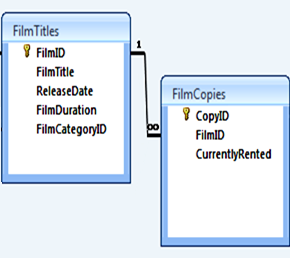 FilmTitles
FilmID
FilmTitle
ReleaseDate
FilmDuration
FilmCategoryID
1
∞
FilmCopies
CopyID
FilmID
CurrentlyRented